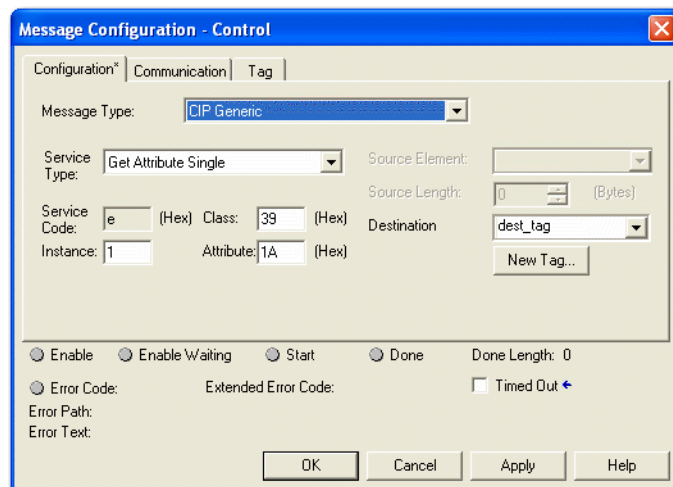 Message Configuration - Control
Configuration* Communication Tag
Message Type: CIP Generic
Service Type: Get Attribute Single Source Element:
Source Length: 0 (Bytes)
Service Code: e (Hex) Class: 39 (Hex) Destination dest_tag
Instance: 1 Attribute: 1A (Hex) New Tag...
Enable Enable Waiting Start Done Done Length: 0
Error Code: Extended Error Code: Timed Out
Error Path:
Error Text:
OK Cancel Apply Help